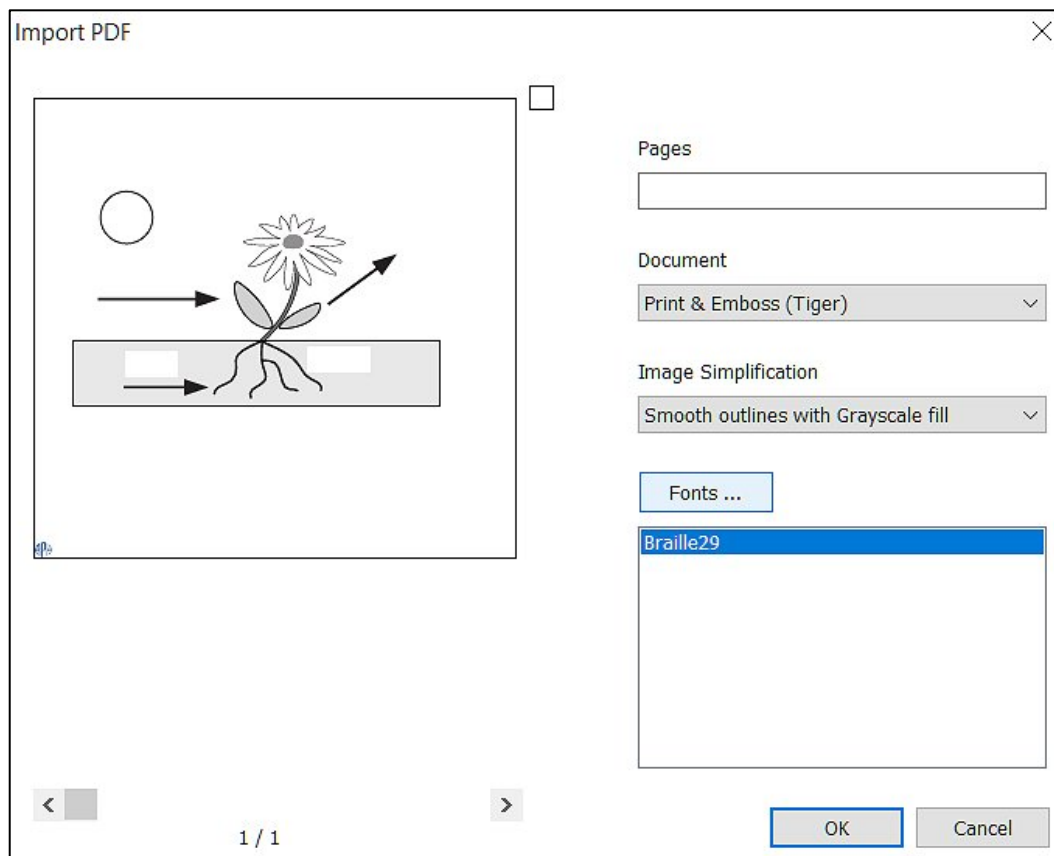 Import PDF
Pages
Document
Print & Emboss (Tiger)
Image Simplification
Smooth outlines with Grayscale fill
Fonts ...
Braille29
1 / 1
OK
Cancel